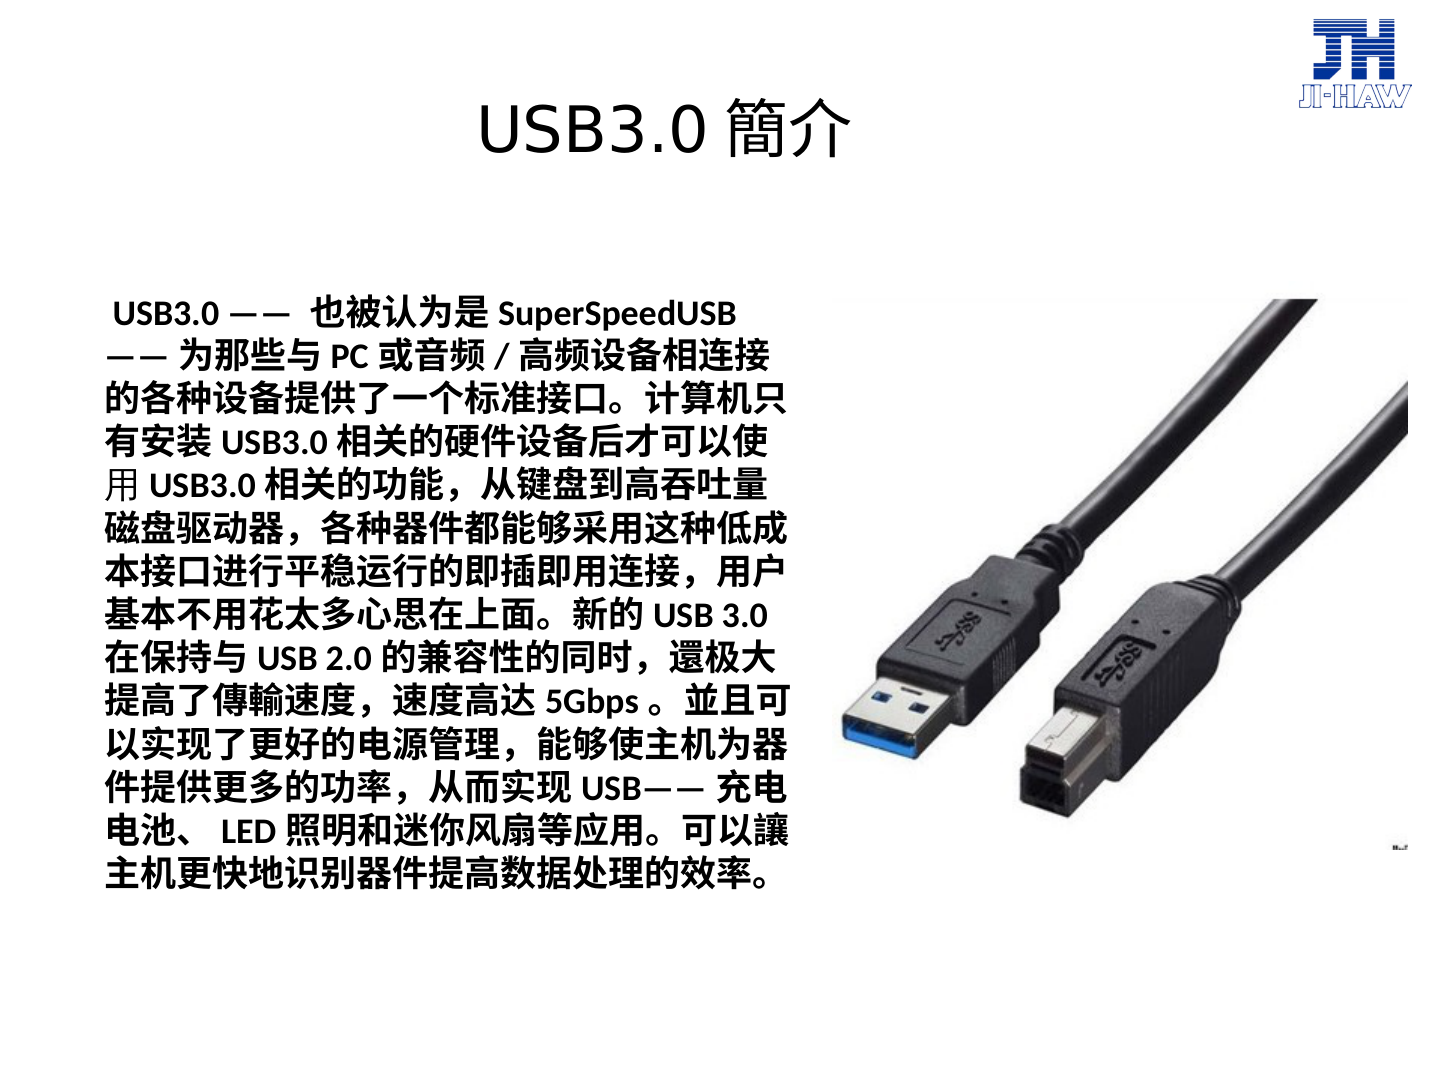 JH
JI-HAW
USB3.0 簡介
USB3.0 —— 也被认为是 SuperSpeedUSB
—— 为那些与 PC 或音频 / 高频设备相连接
的各种设备提供了一个标准接口。计算机只
有安装 USB3.0 相关的硬件设备后才可以使
用 USB3.0 相关的功能，从键盘到高吞吐量
磁盘驱动器，各种器件都能够采用这种低成
本接口进行平稳运行的即插即用连接，用户
基本不用花太多心思在上面。新的 USB 3.0
在保持与 USB 2.0 的兼容性的同时，還极大
提高了傳輸速度，速度高达 5Gbps 。並且可
以实现了更好的电源管理，能够使主机为器
件提供更多的功率，从而实现 USB—— 充电
电池、 LED 照明和迷你风扇等应用。可以讓
主机更快地识别器件提高数据处理的效率。